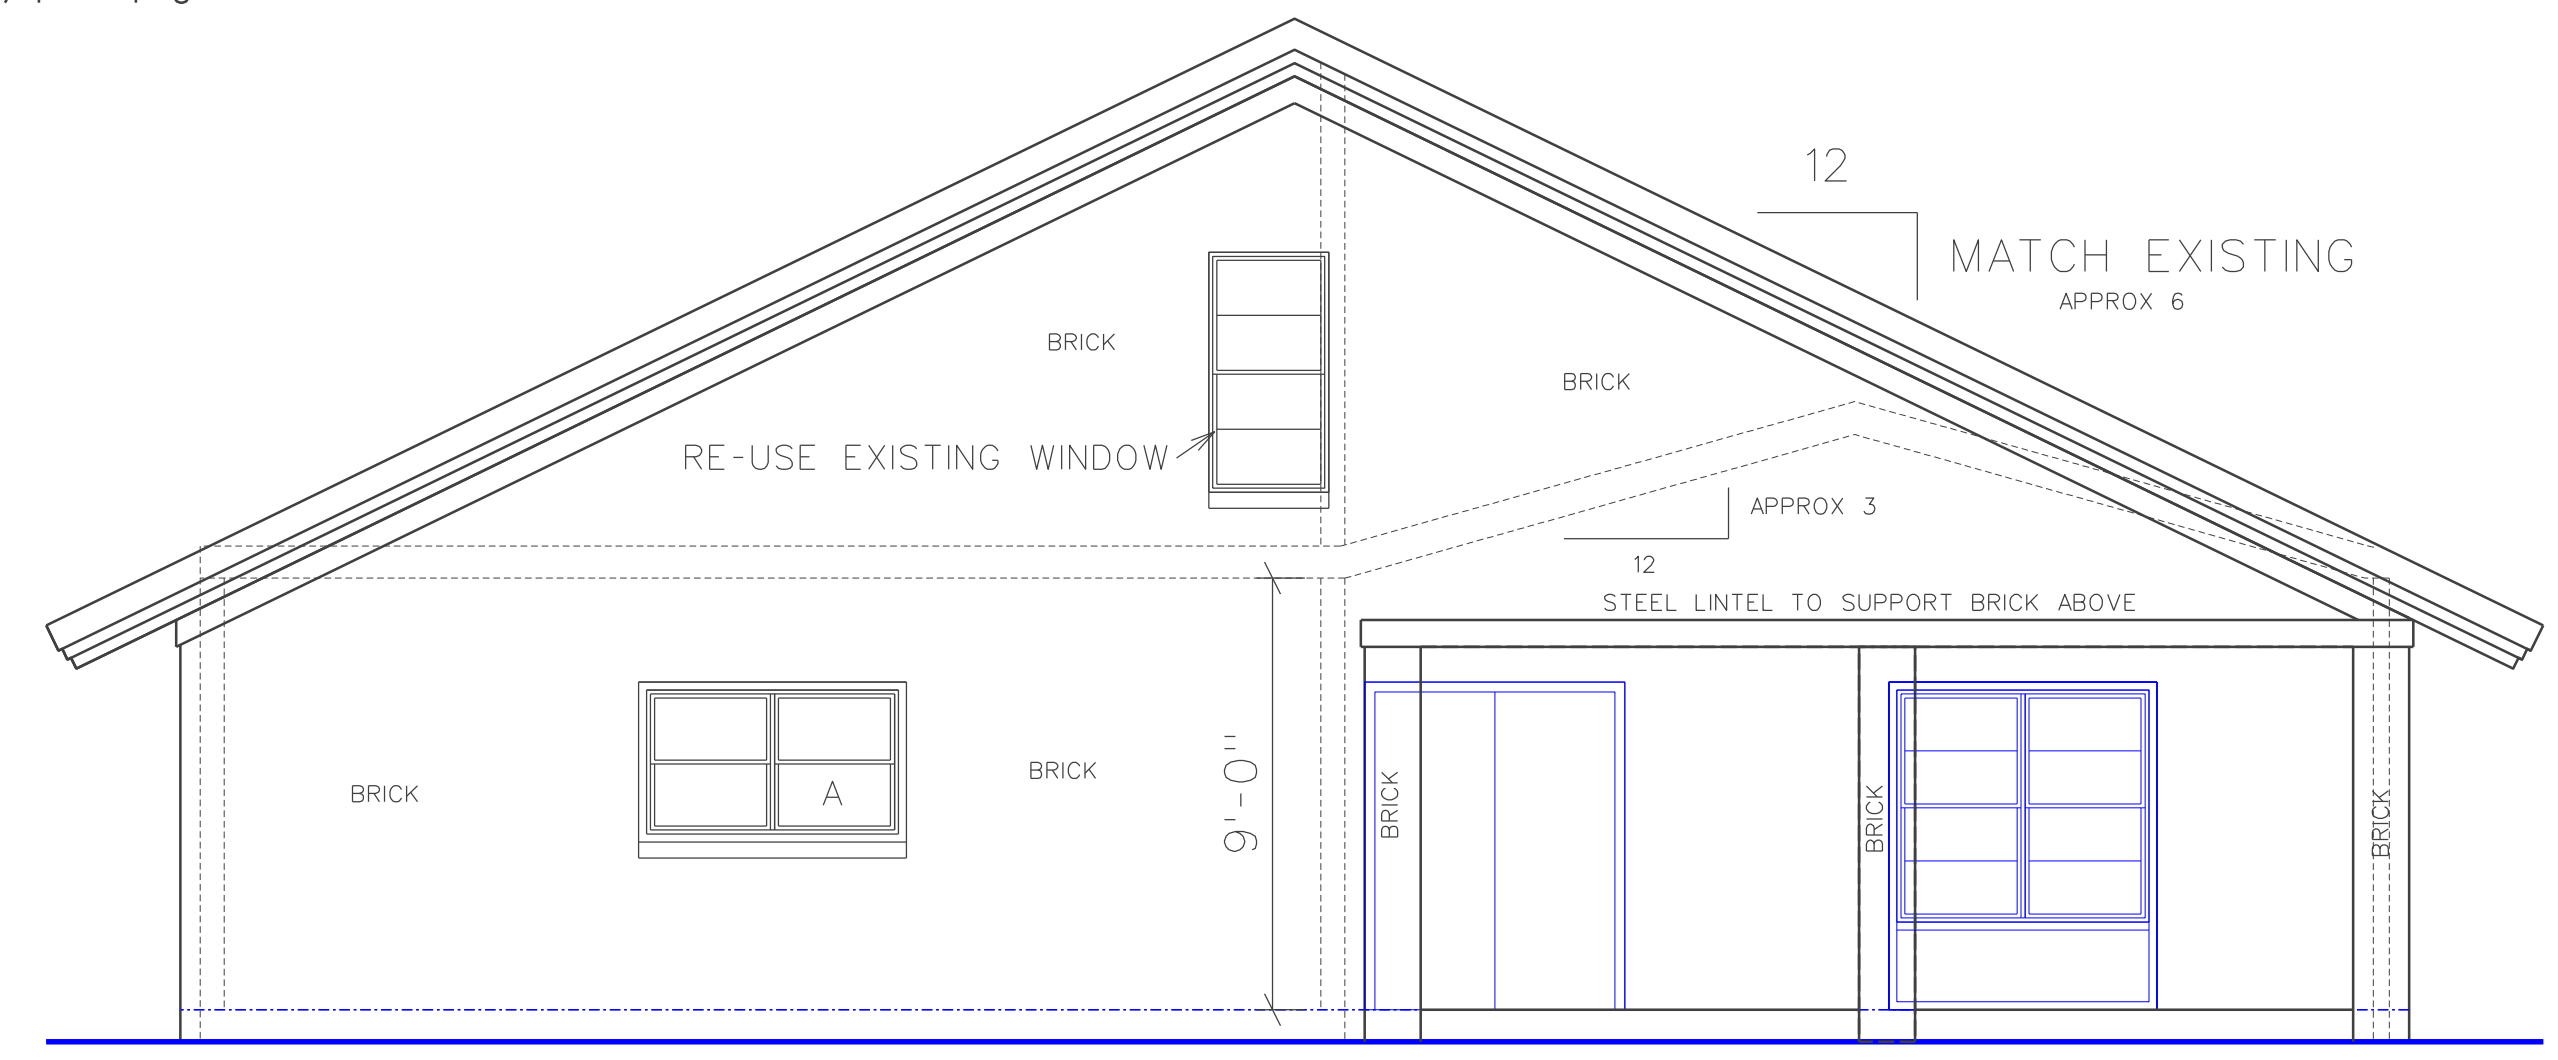 12
MATCH EXISTING
APPROX 6
BRICK
BRICK
RE-USE EXISTING WINDOW
APPROX 3
12
STEEL LINTEL TO SUPPORT BRICK ABOVE
9'-0"
BRICK
A
BRICK
BRICK
BRICK
BRICK